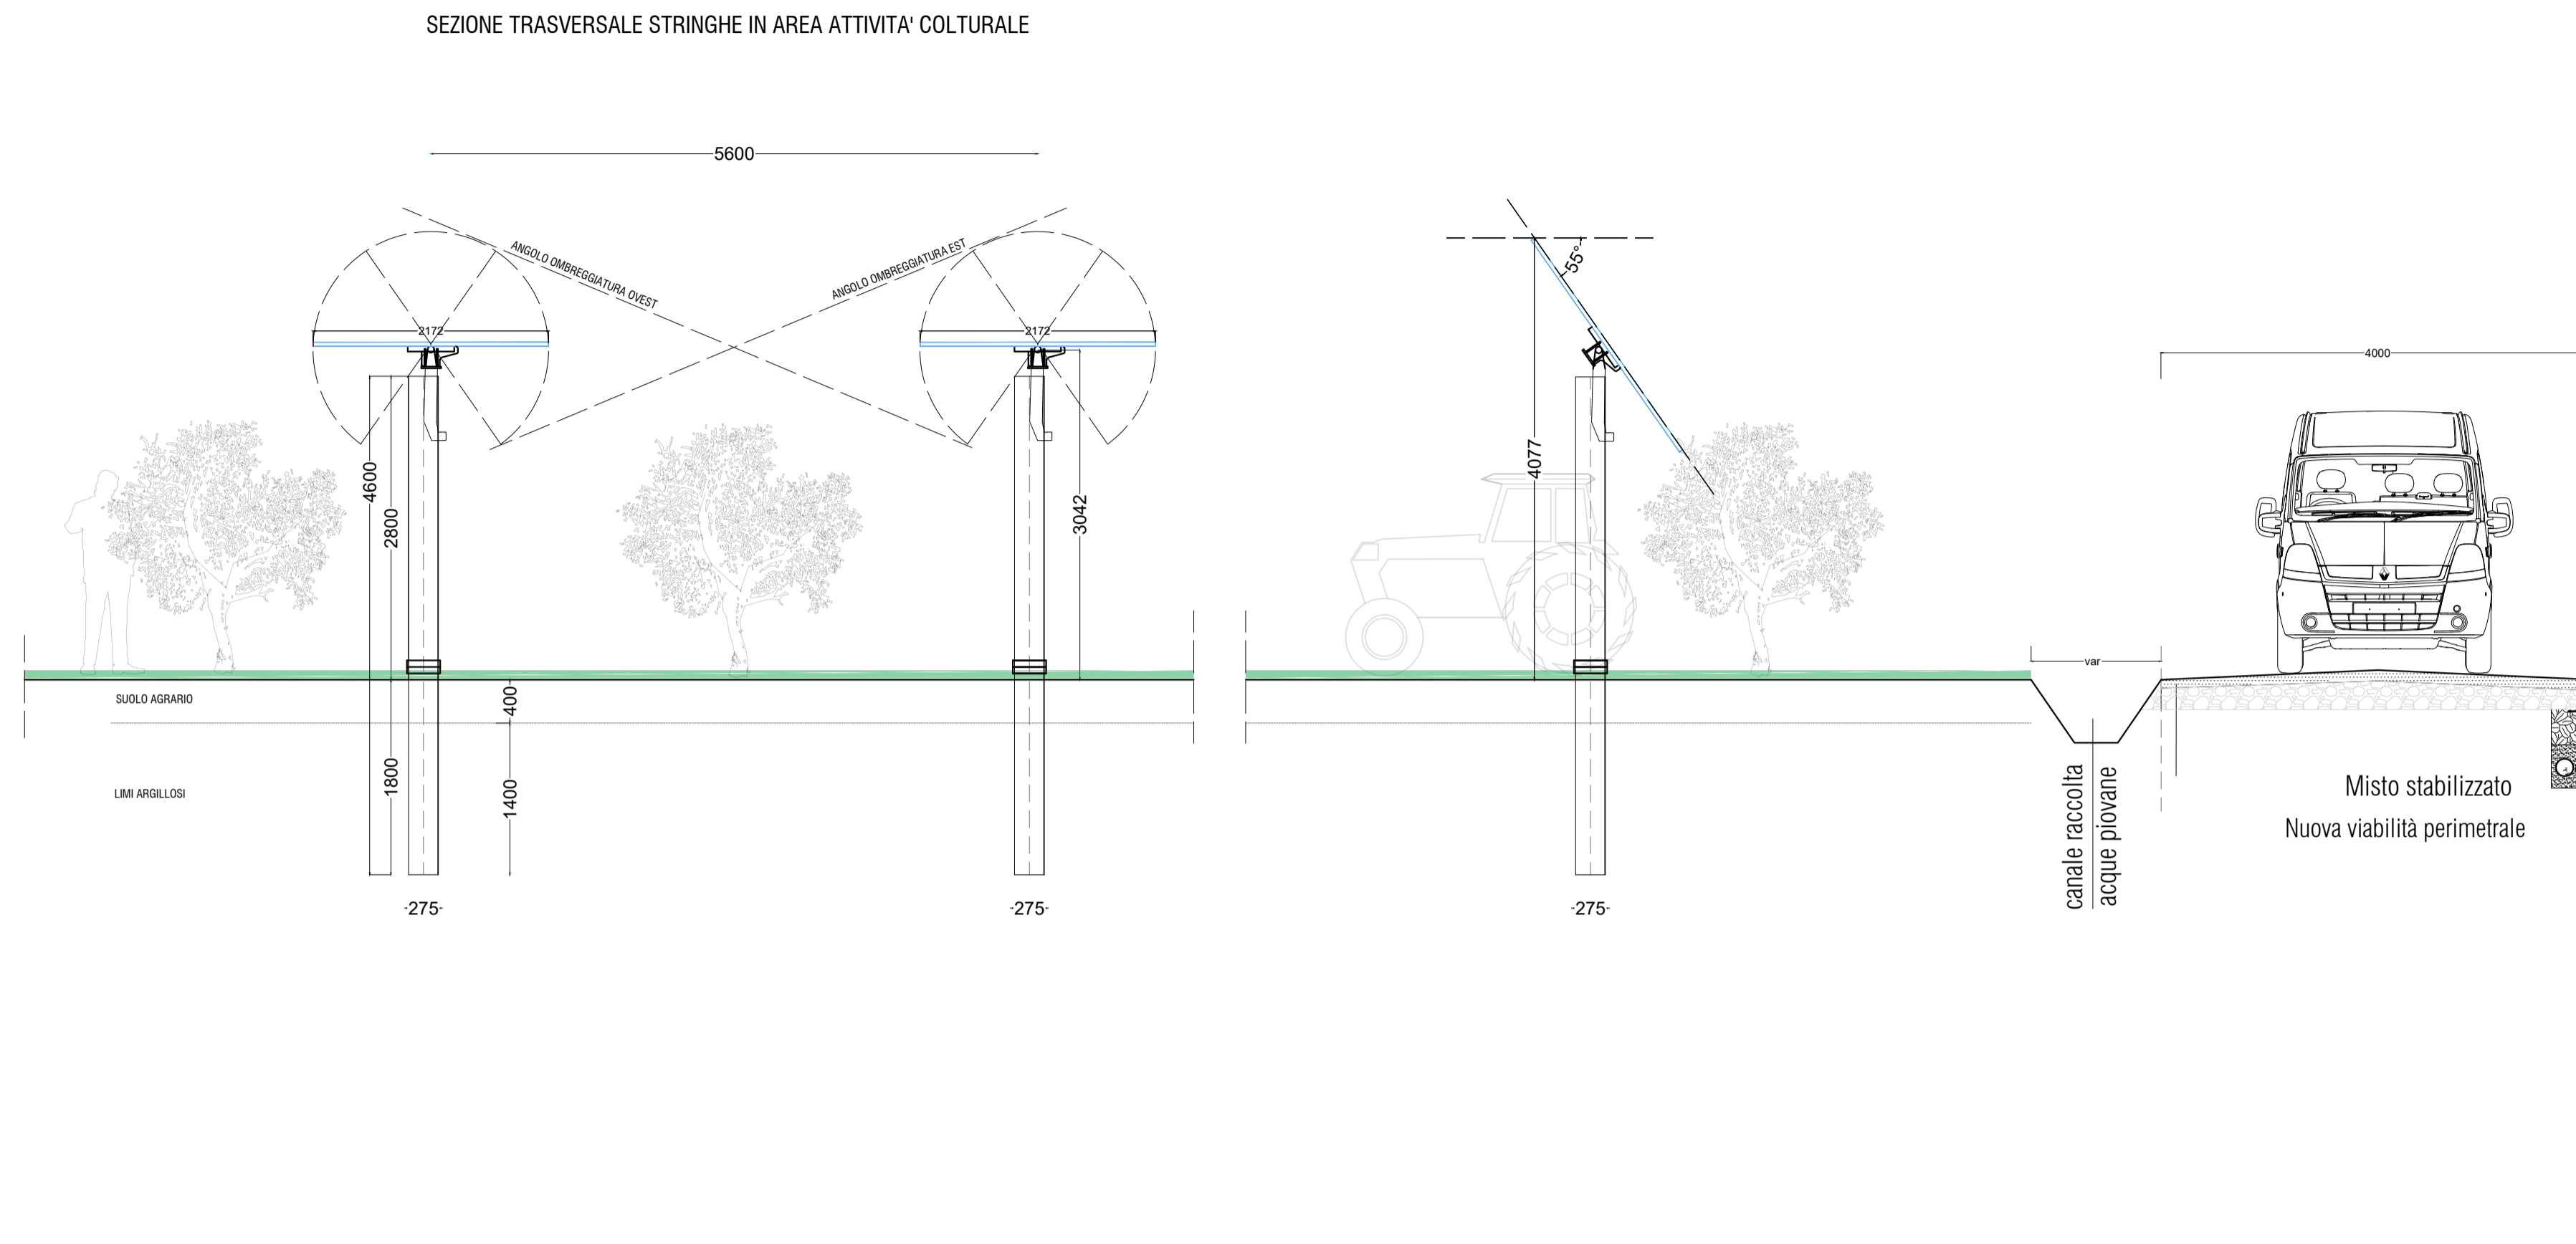 SEZIONE TRASVERSALE STRINGHE IN AREA ATTIVITA' COLTURALE
5600
ANGOLO OMBREGGIATURA OVEST
ANGOLO OMBREGGIATURA EST
55°
2172
2172
4000
4600
2800
3042
4077
var
SUOLO AGRARIO
400
LIMI ARGILLOSI
1800
1400
canale raccolta
acque piovane
Misto stabilizzato
Nuova viabilità perimetrale
275
275
275